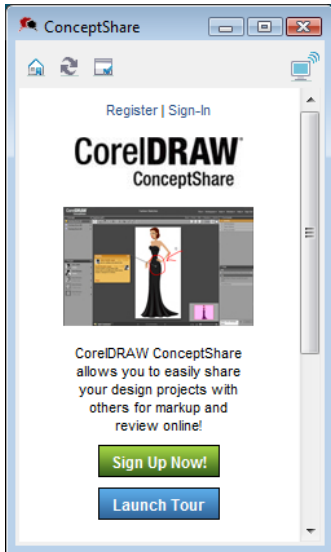 ConceptShare
Register | Sign-In
CorelDRAW
ConceptShare
CorelDRAW ConceptShare
allows you to easily share
your design projects with
others for markup and
review online!
Sign Up Now!
Launch Tour